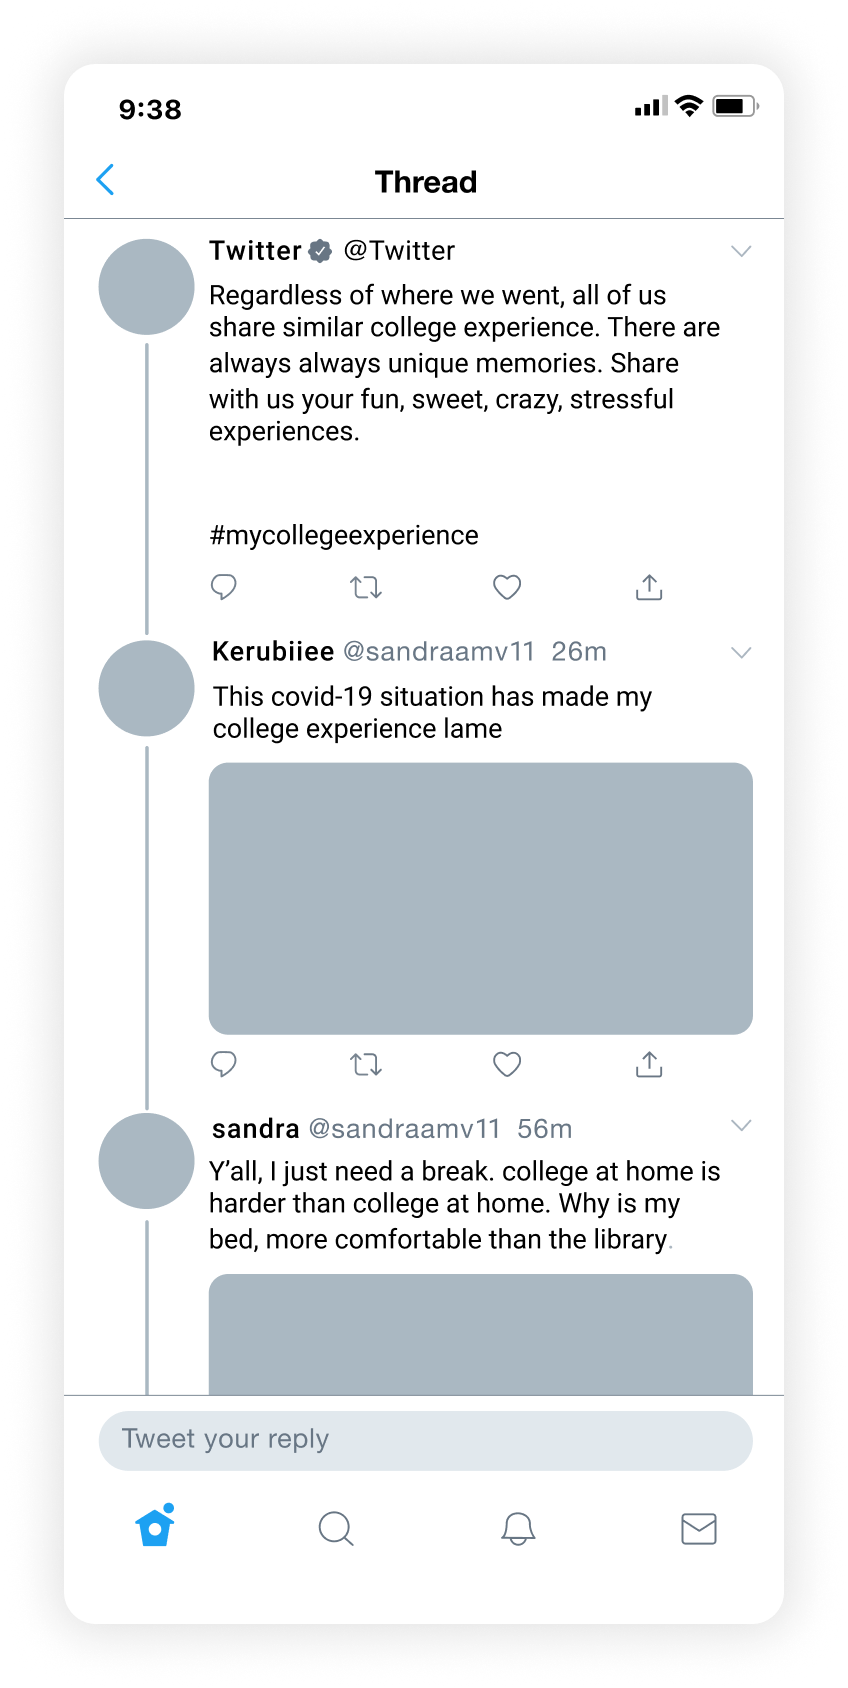 9:38
Thread
Twitter @Twitter
Regardless of where we went, all of us
share similar college experience. There are
always always unique memories. Share
with us your fun, sweet, crazy, stressful
experiences.
#mycollegeexperience
Kerubiiee @sandraamv11 26m
This covid-19 situation has made my
college experience lame
sandra @sandraamv11 56m
Y’all, I just need a break. college at home is
harder than college at home. Why is my
bed, more comfortable than the library.
Tweet your reply